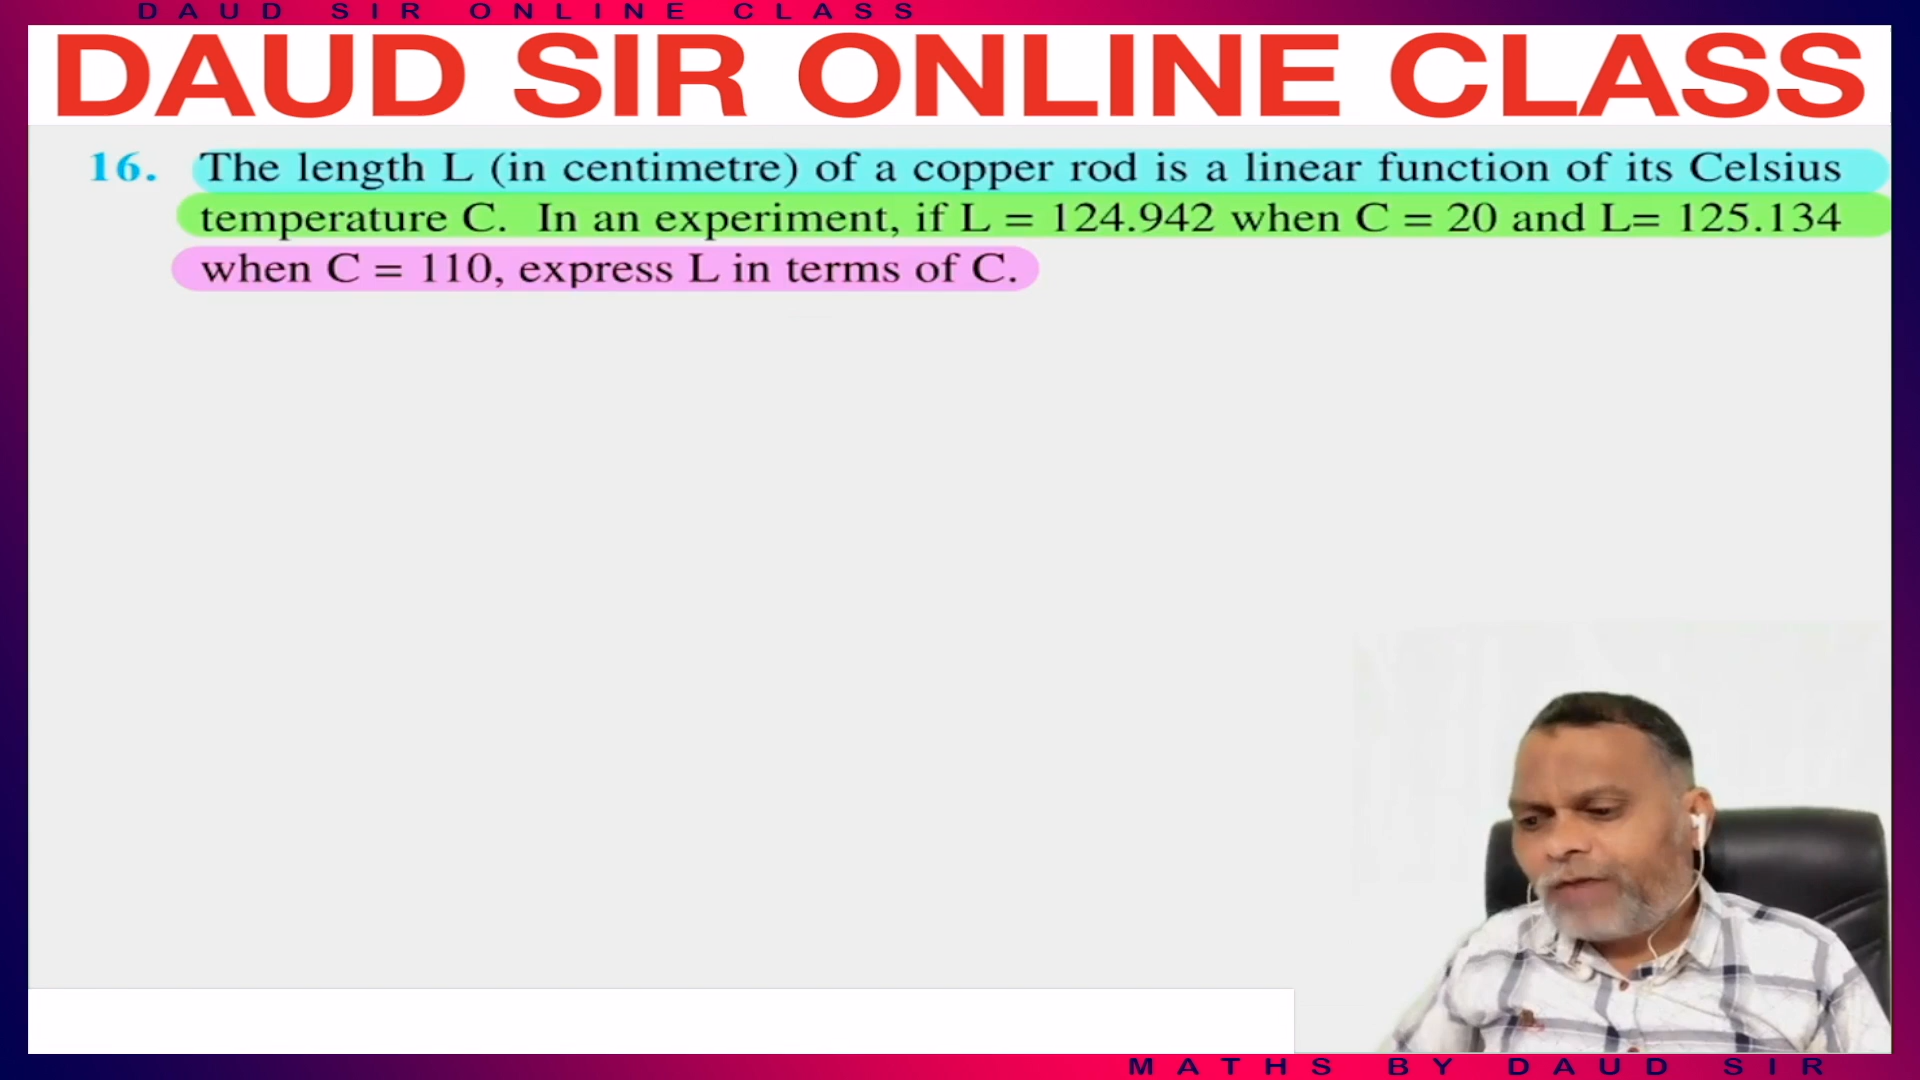 DAUD SIR ONLINE CLASS
DAUD SIR ONLINE CLASS
16. The length L (in centimetre) of a copper rod is a linear function of its Celsius
temperature C. In an experiment, if L = 124.942 when C = 20 and L= 125.134
when C = 110, express L in terms of C.
MATHS BY DAUD SIR